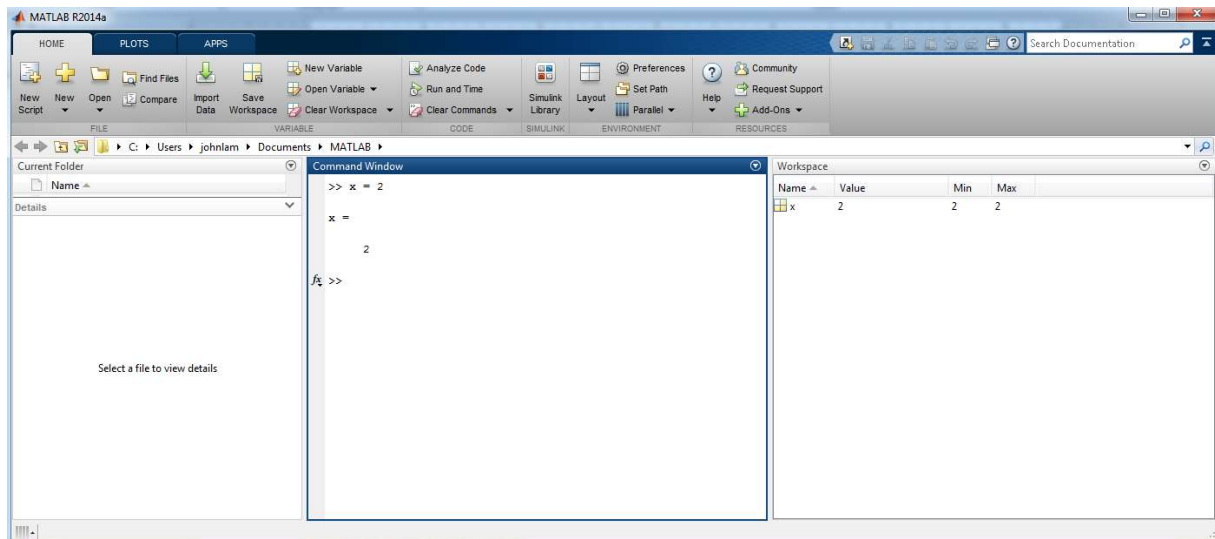 MATLAB R2014a
HOME PLOTS APPS
Search Documentation
New Script
New
Open
Find Files
Compare
Import Data
Save Workspace
New Variable
Open Variable
Clear Workspace
Analyze Code
Run and Time
Clear Commands
Simulink Library
Layout
Preferences
Set Path
Parallel
Help
Community
Request Support
Add-Ons
FILE VARIABLE CODE SIMULINK ENVIRONMENT RESOURCES
C: Users johnlam Documents MATLAB
Current Folder
Name
Details
Select a file to view details
Command Window
>> x = 2
x =
2
fx >>
Workspace
Name Value Min Max
x 2 2 2